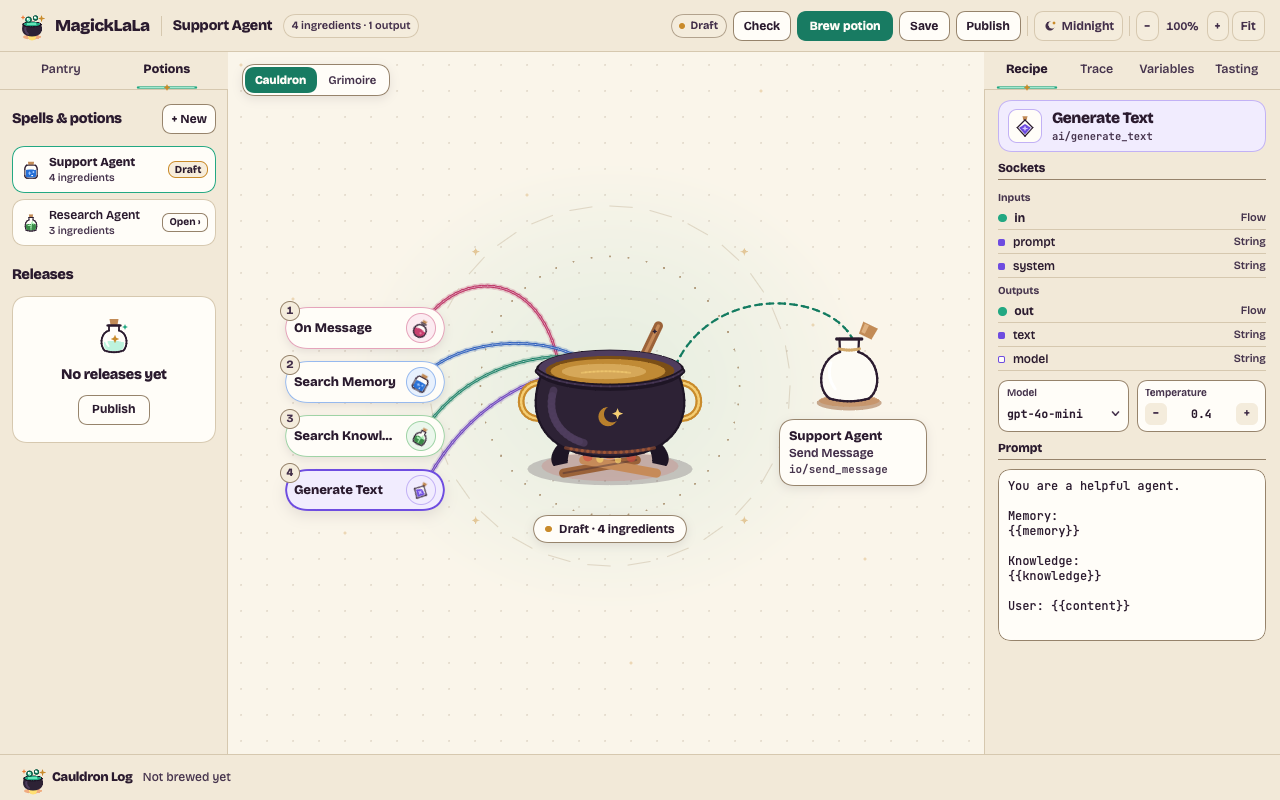 MagickLaLa
Support Agent
4 ingredients · 1 output
Draft
Check
Brew potion
Save
Publish
Midnight
−
100%
+
Fit
Pantry
Potions
Spells & potions
+ New
Support Agent
4 ingredients
Draft
Research Agent
3 ingredients
Open ›
Releases
No releases yet
Publish
Cauldron
Grimoire
1
On Message
2
Search Memory
3
Search Knowl...
4
Generate Text
Draft · 4 ingredients
Support Agent
Send Message
io/send_message
Recipe
Trace
Variables
Tasting
Generate Text
ai/generate_text
Sockets
Inputs
in Flow
prompt String
system String
Outputs
out Flow
text String
model String
Model
gpt-4o-mini
Temperature
− 0.4 +
Prompt
You are a helpful agent.
Memory:
{{memory}}
Knowledge:
{{knowledge}}
User: {{content}}
Cauldron Log
Not brewed yet